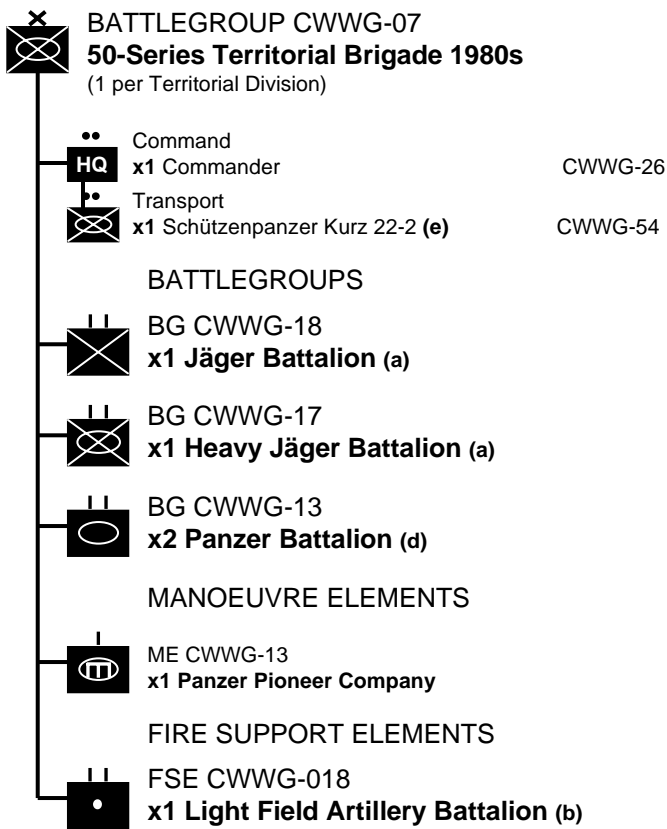 BATTLEGROUP CWWG-07
50-Series Territorial Brigade 1980s
(1 per Territorial Division)
Command
HQ x1 Commander CWWG-26
Transport
x1 Schützenpanzer Kurz 22-2 (e) CWWG-54
BATTLEGROUPS
BG CWWG-18
x1 Jäger Battalion (a)
BG CWWG-17
x1 Heavy Jäger Battalion (a)
BG CWWG-13
x2 Panzer Battalion (d)
MANOEUVRE ELEMENTS
ME CWWG-13
x1 Panzer Pioneer Company
FIRE SUPPORT ELEMENTS
FSE CWWG-018
x1 Light Field Artillery Battalion (b)